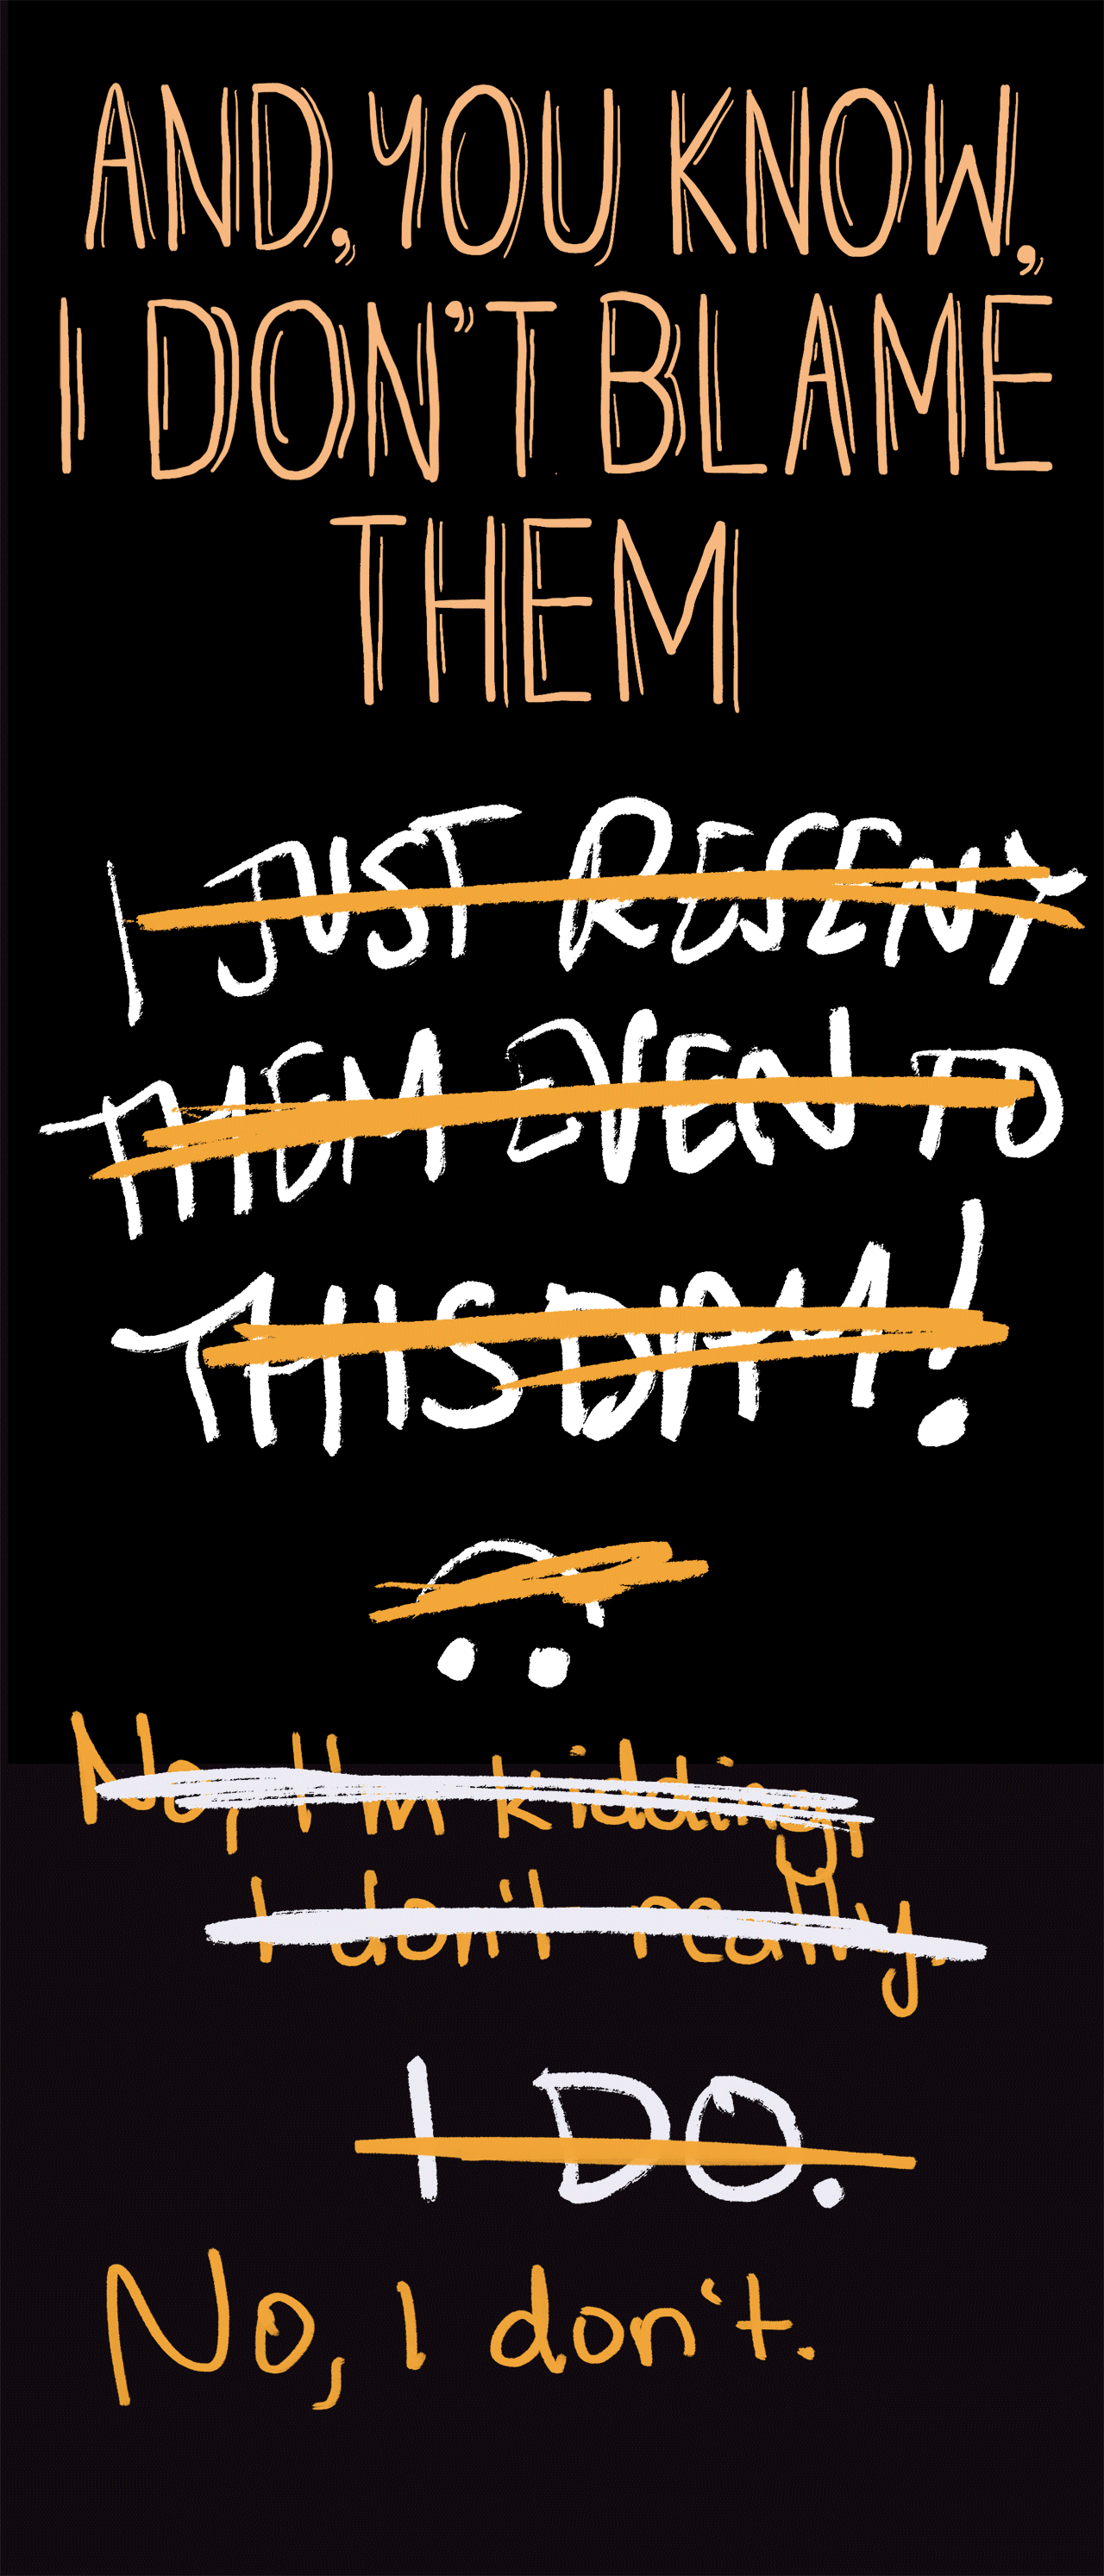 AND, YOU KNOW,
I DON'T BLAME
THEM
I JUST RESENT
THEM EVEN TO
THIS DAY!
No, I'm kidding,
I don't really.
I DO.
No, I don't.